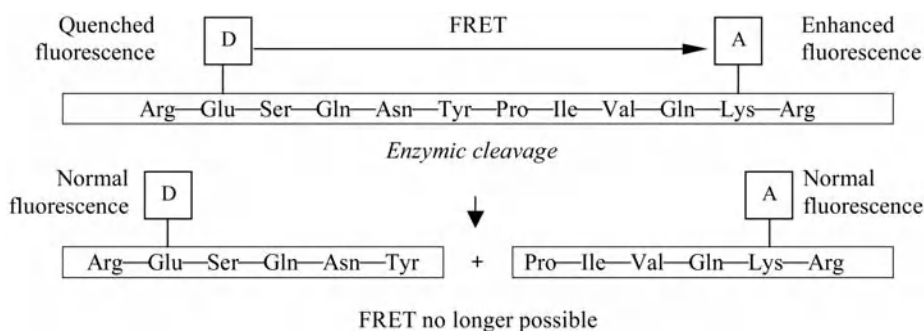 Quenched fluorescence
D
FRET
A
Enhanced fluorescence
Arg—Glu—Ser—Gln—Asn—Tyr—Pro—Ile—Val—Gln—Lys—Arg
Enzymic cleavage
Normal fluorescence
D
A
Normal fluorescence
Arg—Glu—Ser—Gln—Asn—Tyr
+
Pro—Ile—Val—Gln—Lys—Arg
FRET no longer possible